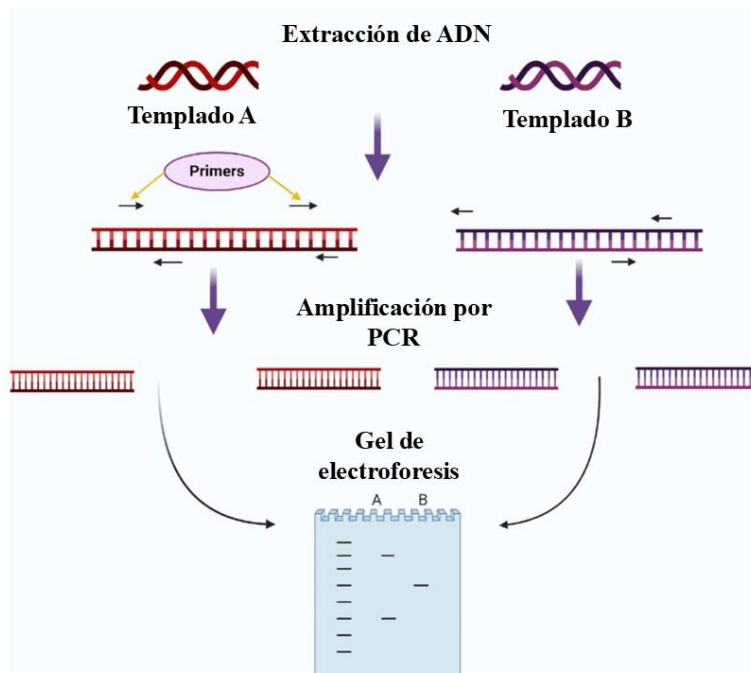 Extracción de ADN
Templado A
Templado B
Primers
Amplificación por
PCR
Gel de
electroforesis
A B